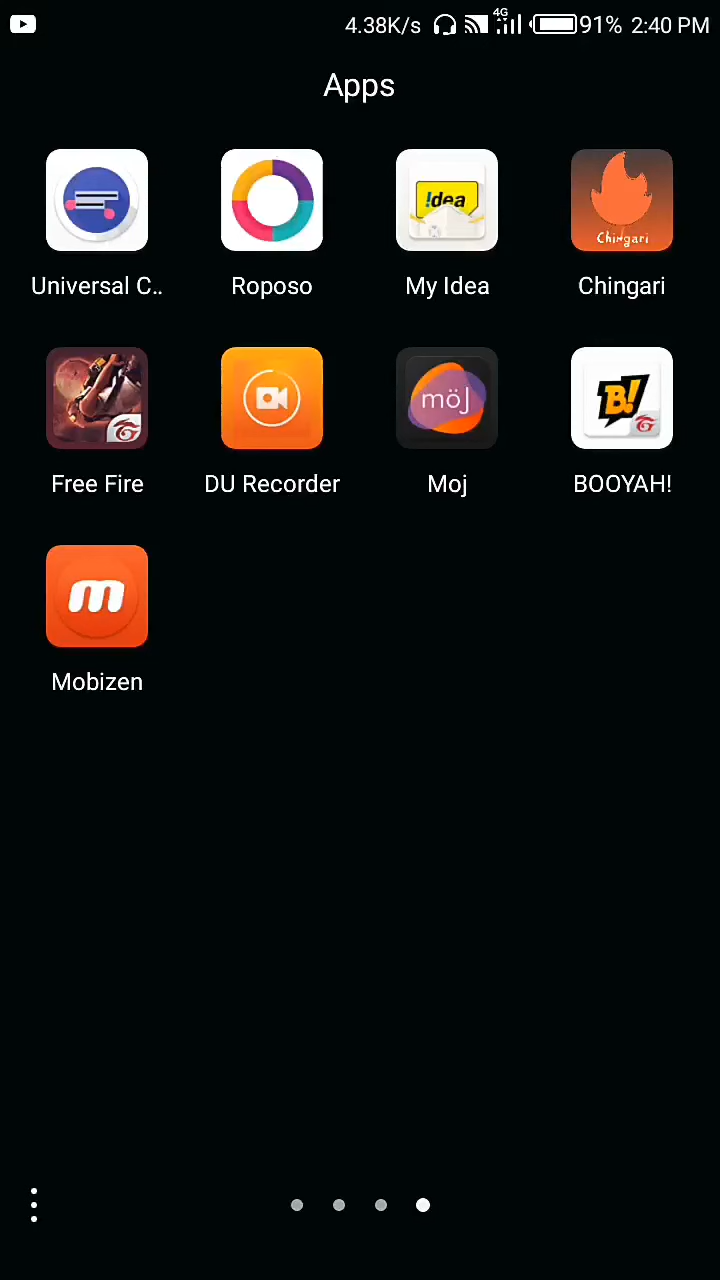 4.38K/s 4G 91% 2:40 PM
Apps
!dea
Chingari
Universal C.. Roposo My Idea Chingari
möj
B!
Free Fire DU Recorder Moj BOOYAH!
m
Mobizen